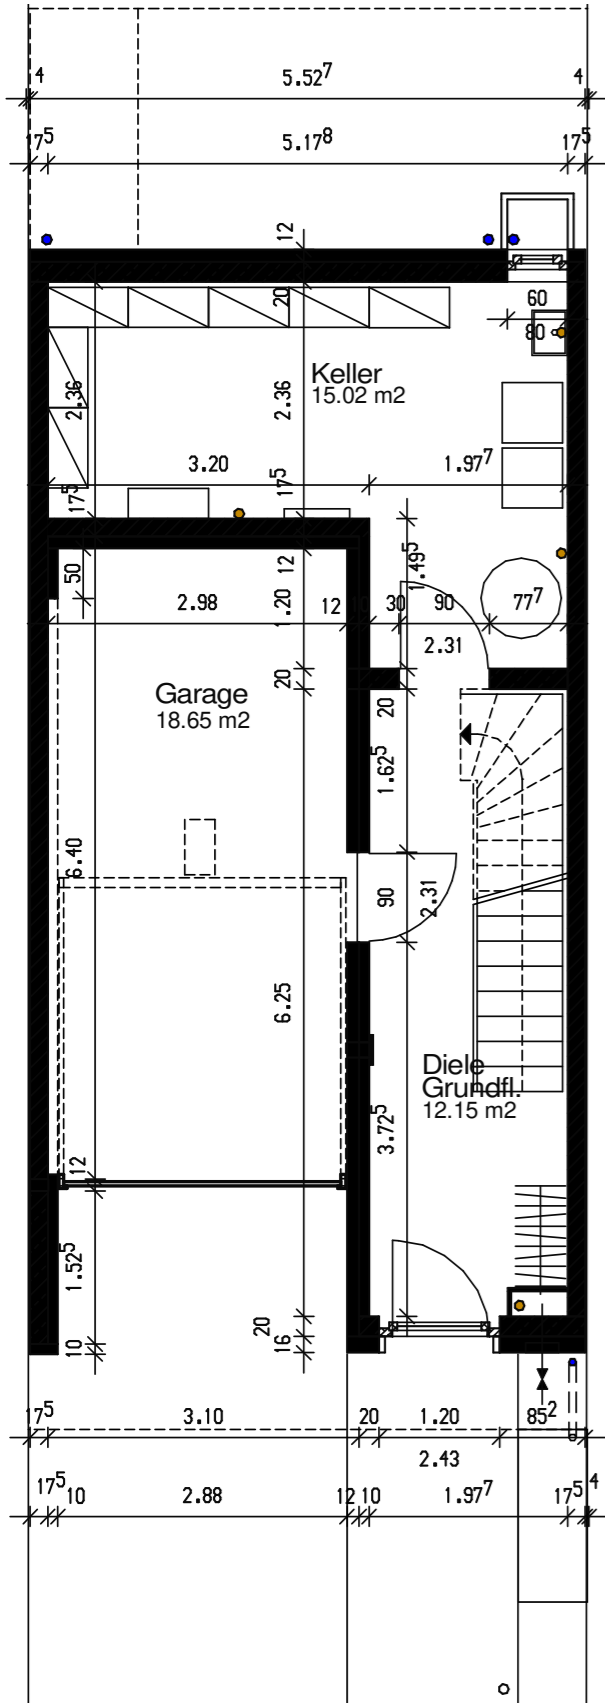 4 5.52⁷ 4
17⁵ 5.17⁸ 17⁵
12
20
60
80
Keller
15.02 m2
2.36 2.36
3.20 1.97⁷
17⁵ 17⁵
1.49⁵
50
12
2.98 1.20 12 10 30 90 77⁷
2.31
20
Garage
18.65 m2
20
1.62⁵
6.40
90 2.31
6.25
Diele
Grundfl.
12.15 m2
3.72⁵
12
1.52⁵
20
16
10
17⁵ 3.10 20 1.20 85²
2.43
17⁵ 10 2.88 12 10 1.97⁷ 17⁵ 4